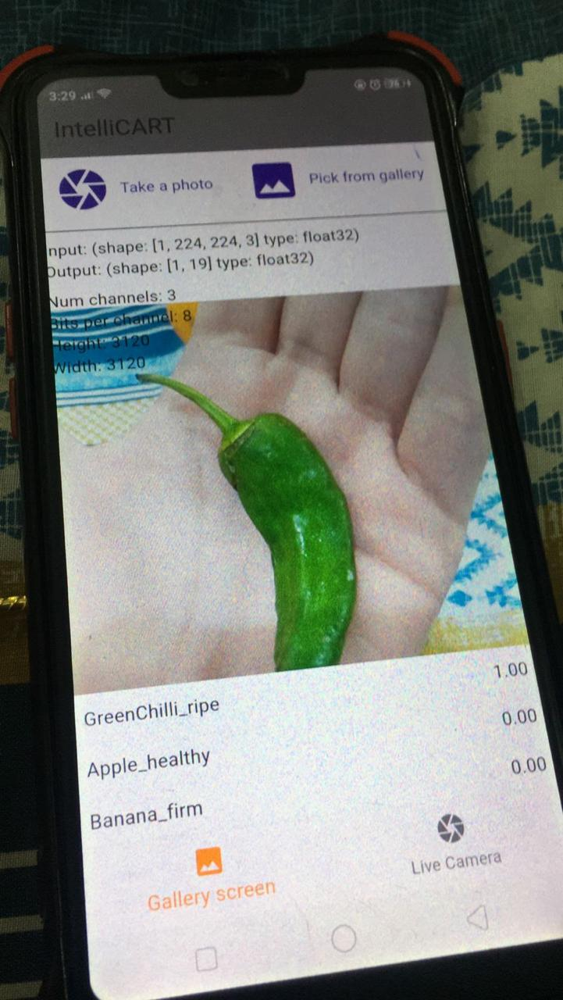 3:29
IntelliCART
Take a photo
Pick from gallery
nput: (shape: [1, 224, 224, 3] type: float32)
Output: (shape: [1, 19] type: float32)
Num channels: 3
Bits per channel: 8
Height: 3120
Width: 3120
GreenChilli_ripe 1.00
Apple_healthy 0.00
Banana_firm 0.00
Gallery screen
Live Camera